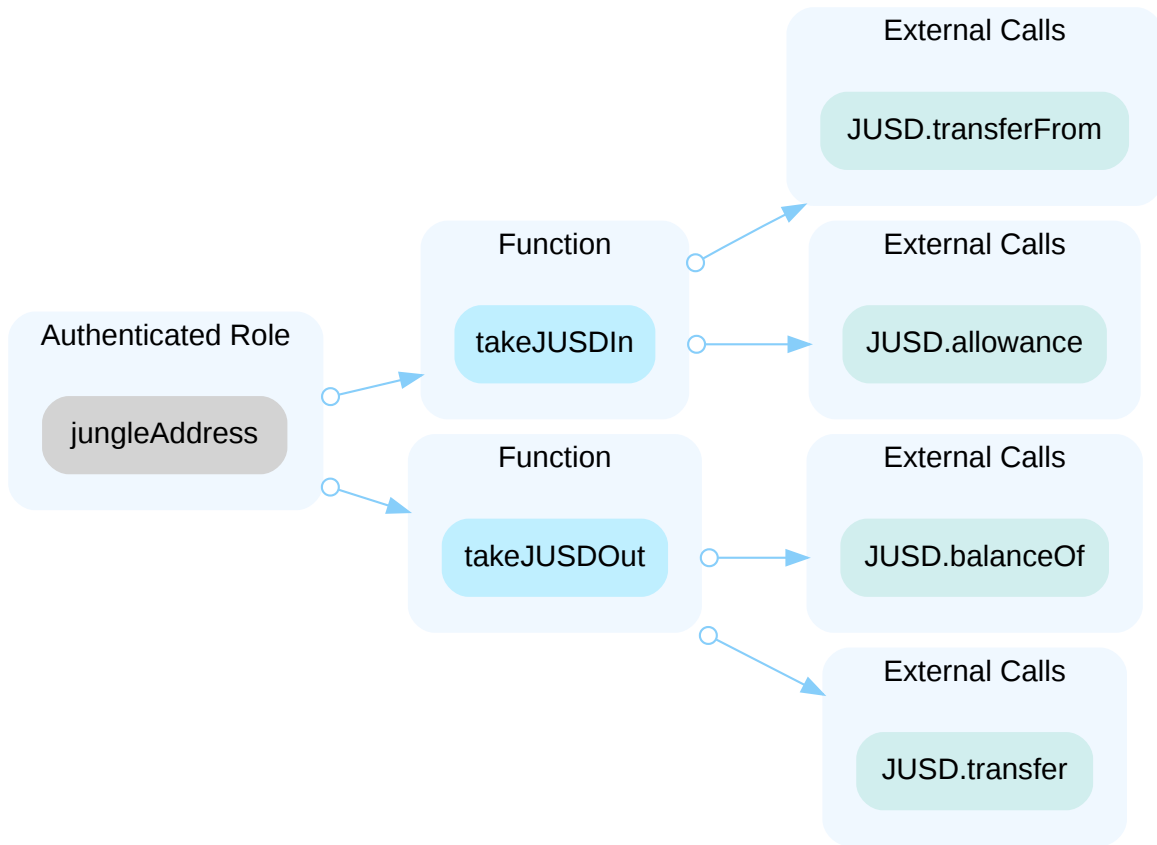 Authenticated Role
jungleAddress
Function
takeJUSDIn
Function
takeJUSDOut
External Calls
JUSD.transferFrom
External Calls
JUSD.allowance
External Calls
JUSD.balanceOf
External Calls
JUSD.transfer